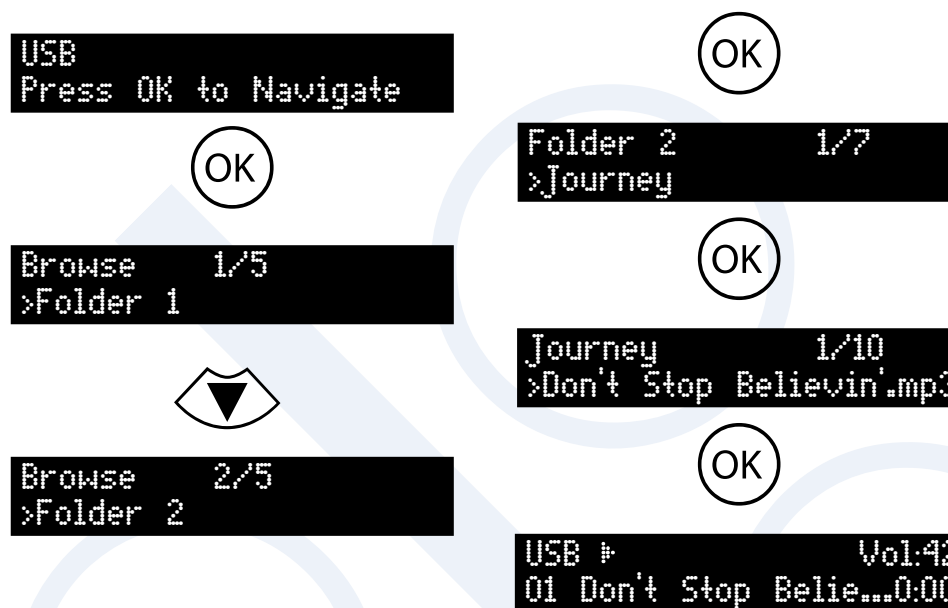 USB
Press OK to Navigate
OK
Browse 1/5
>Folder 1
Browse 2/5
>Folder 2
OK
Folder 2 1/7
>Journey
OK
Journey 1/10
>Don't Stop Believin'.mp3
OK
USB Vol:42
01 Don't Stop Belie...0:00